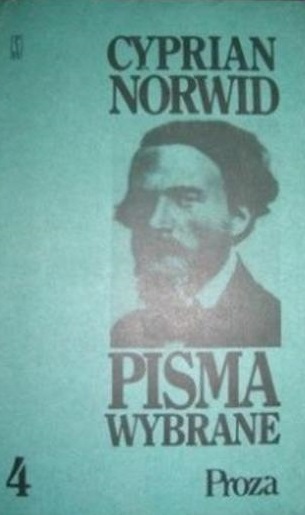 CYPRIAN
NORWID
PISMA
WYBRANE
4
Proza